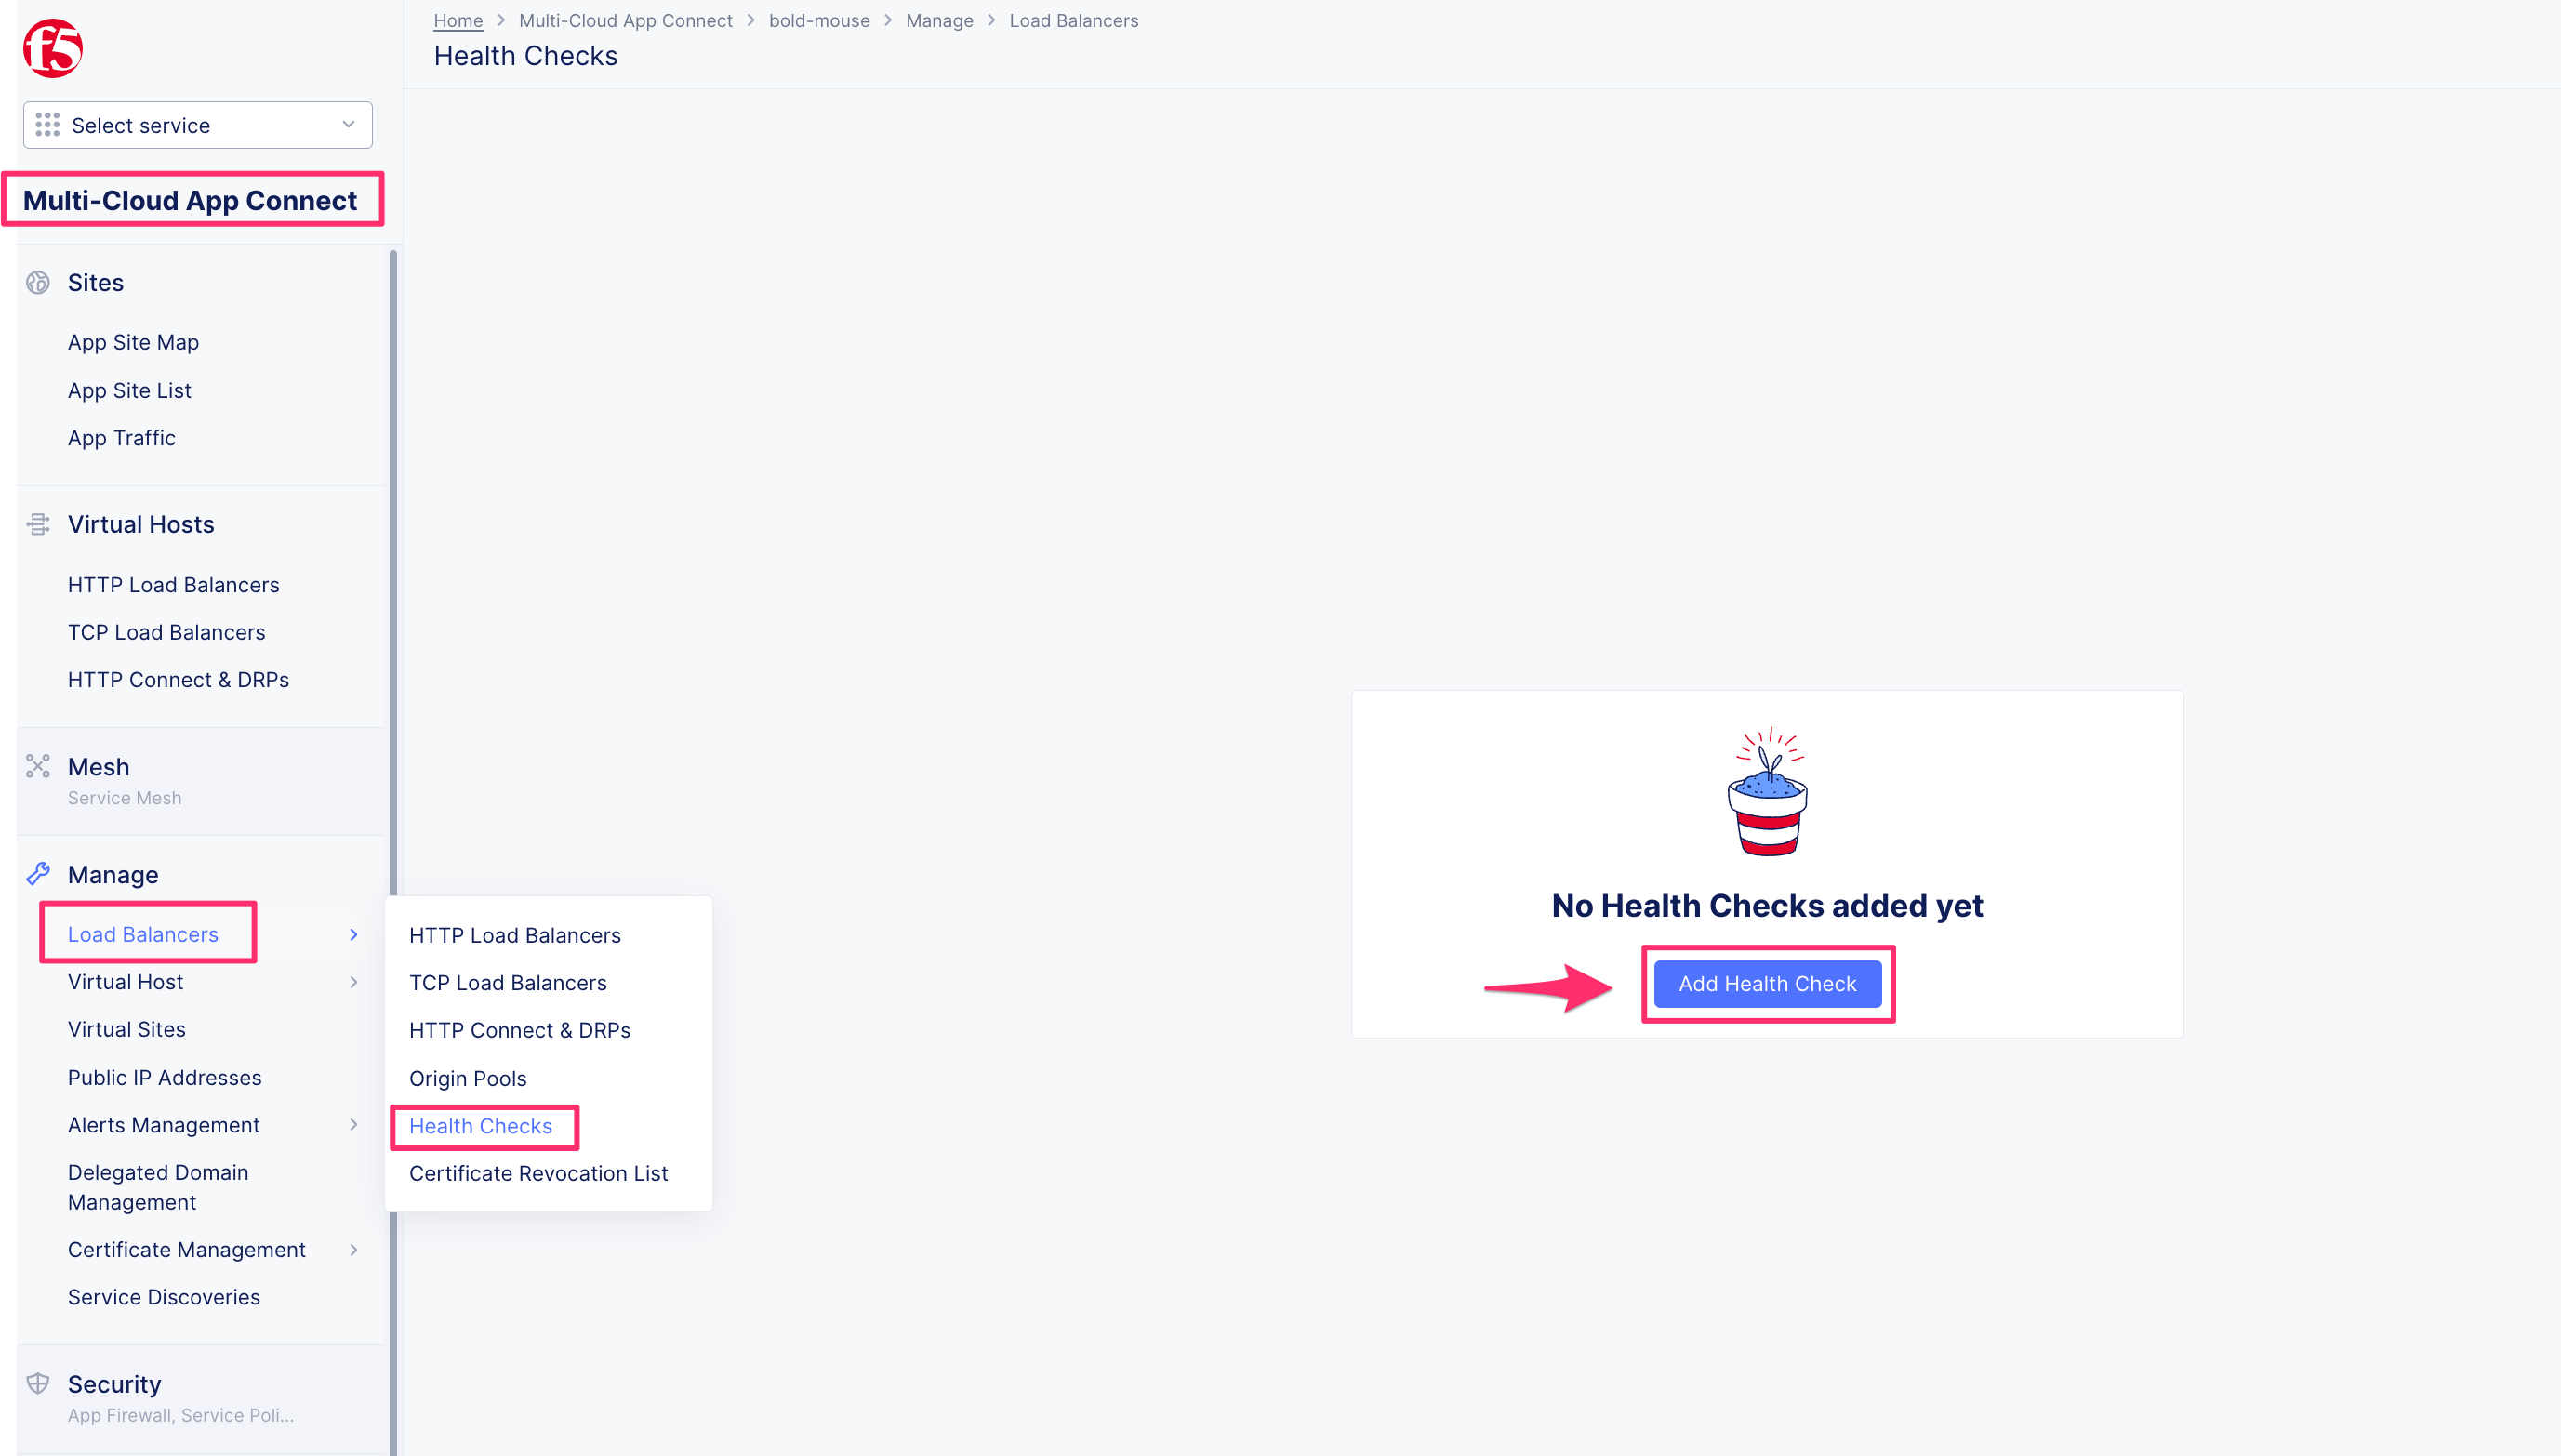 f5
Select service
Multi-Cloud App Connect
Sites
App Site Map
App Site List
App Traffic
Virtual Hosts
HTTP Load Balancers
TCP Load Balancers
HTTP Connect & DRPs
Mesh
Service Mesh
Manage
Load Balancers
Virtual Host
Virtual Sites
Public IP Addresses
Alerts Management
Delegated Domain
Management
Certificate Management
Service Discoveries
Security
App Firewall, Service Poli...
HTTP Load Balancers
TCP Load Balancers
HTTP Connect & DRPs
Origin Pools
Health Checks
Certificate Revocation List
Home > Multi-Cloud App Connect > bold-mouse > Manage > Load Balancers
Health Checks
No Health Checks added yet
Add Health Check